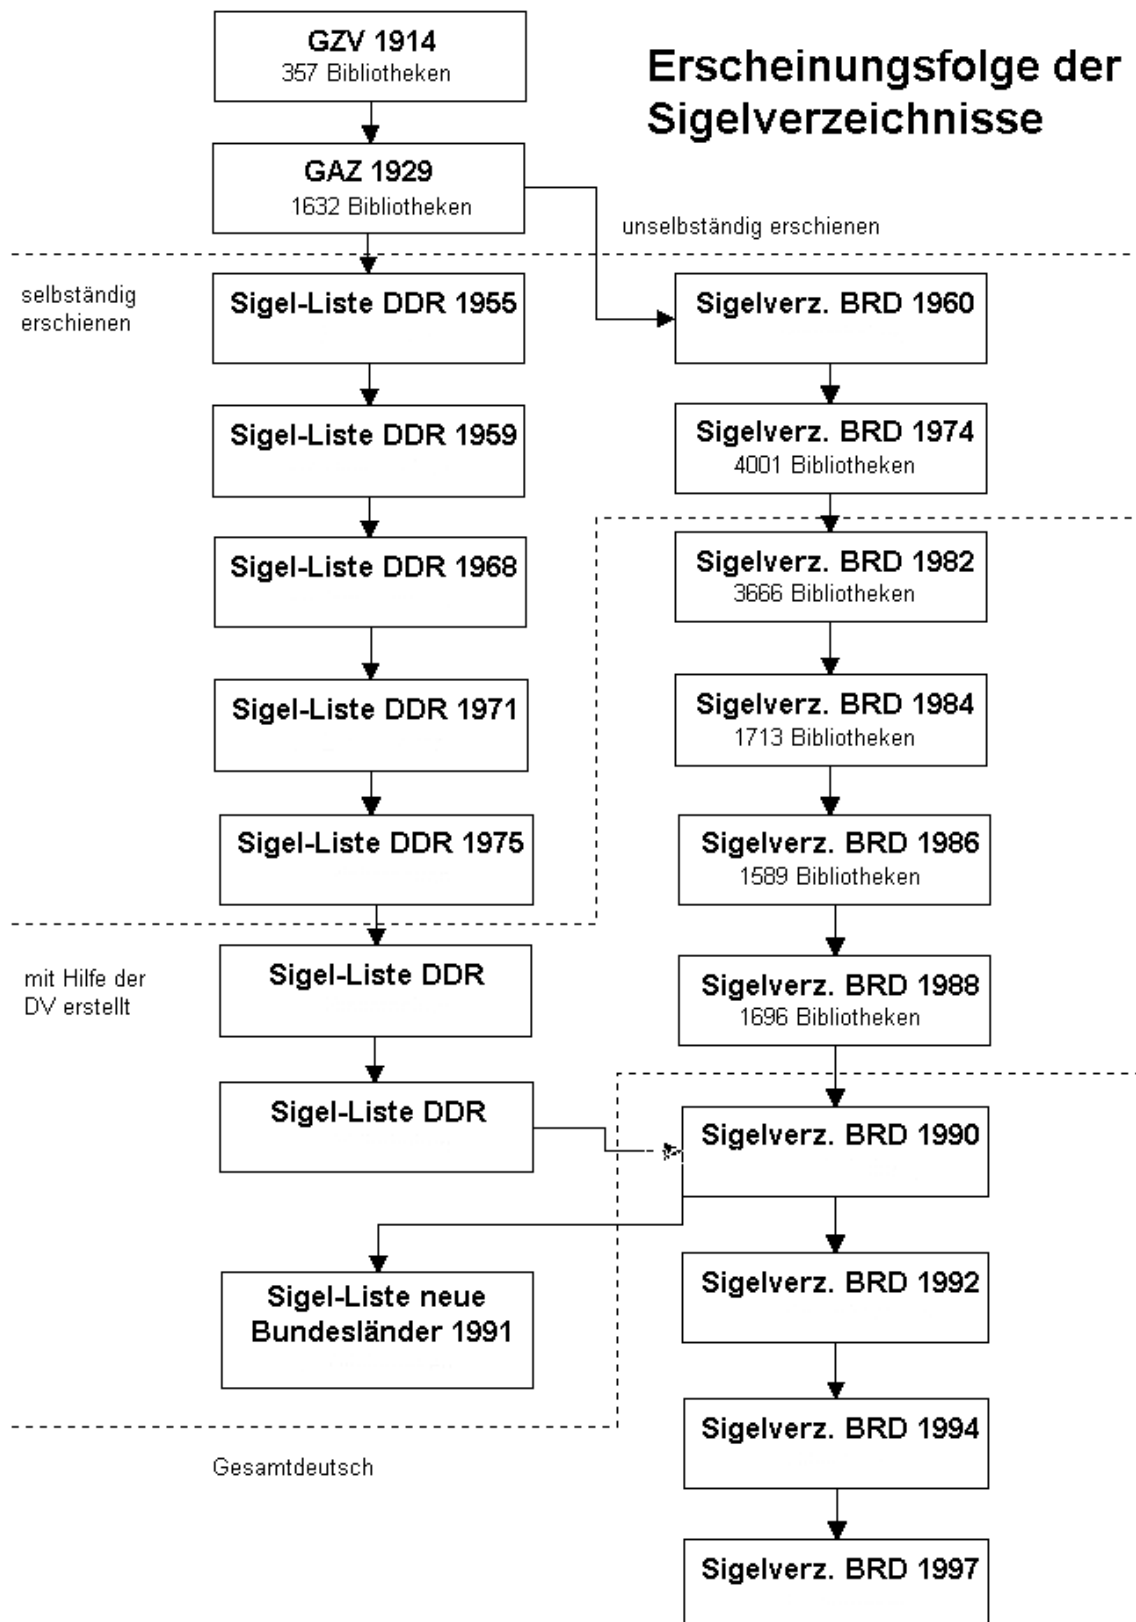 Erscheinungsfolge der
Sigelverzeichnisse
GZV 1914
357 Bibliotheken
GAZ 1929
1632 Bibliotheken
unselbständig erschienen
selbständig
erschienen
Sigel-Liste DDR 1955
Sigelverz. BRD 1960
Sigel-Liste DDR 1959
Sigelverz. BRD 1974
4001 Bibliotheken
Sigel-Liste DDR 1968
Sigelverz. BRD 1982
3666 Bibliotheken
Sigel-Liste DDR 1971
Sigelverz. BRD 1984
1713 Bibliotheken
Sigel-Liste DDR 1975
Sigelverz. BRD 1986
1589 Bibliotheken
mit Hilfe der
DV erstellt
Sigel-Liste DDR
Sigelverz. BRD 1988
1696 Bibliotheken
Sigel-Liste DDR
Sigelverz. BRD 1990
Sigel-Liste neue
Bundesländer 1991
Sigelverz. BRD 1992
Sigelverz. BRD 1994
Gesamtdeutsch
Sigelverz. BRD 1997